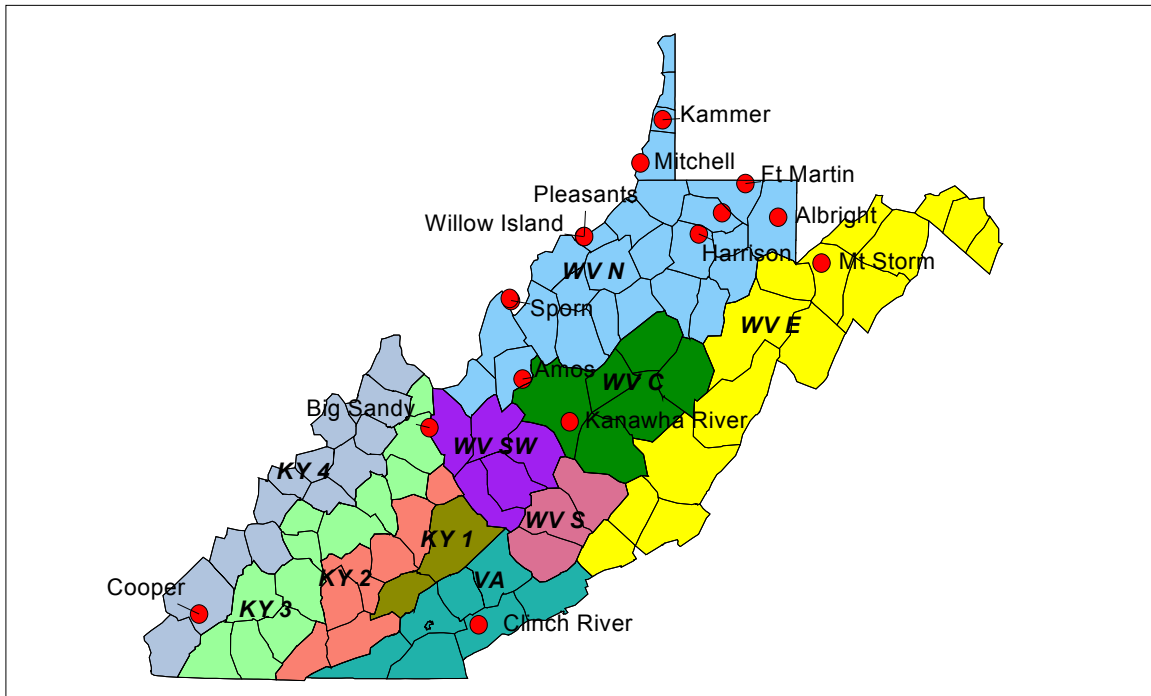 Kammer
Mitchell
Ft Martin
Pleasants
Albright
Willow Island
Harrison
WV N
Mt Storm
Sporn
WV E
Amos
WV C
Big Sandy
Kanawha River
WV SW
KY 4
WV S
KY 1
KY 2
VA
Cooper
KY 3
Clinch River